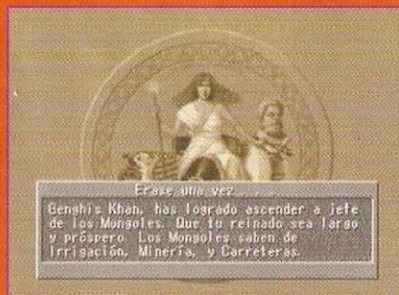 Erase una vez . . .
Genghis Khan, has logrado ascender a jefe
de los Mongoles. Que tu reinado sea largo
y próspero. Los Mongoles saben de
Irrigación, Minería, y Carreteras.